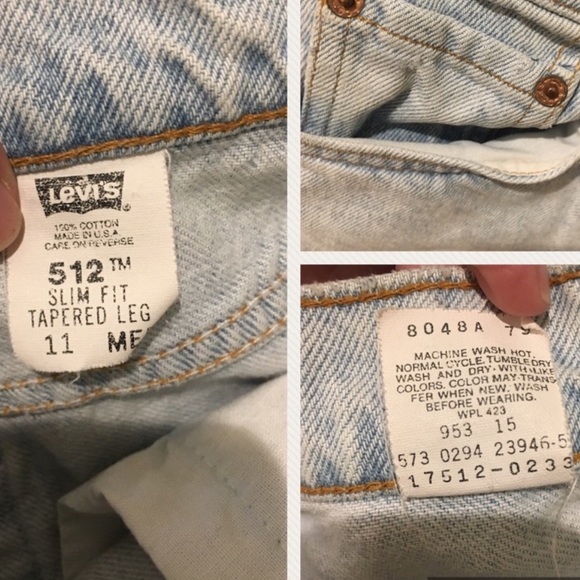 Levi's
®
100% COTTON
MADE IN U.S.A.
CARE ON REVERSE
512™
SLIM FIT
TAPERED LEG
11 ME
8048A 79
MACHINE WASH HOT,
NORMAL CYCLE. TUMBLE DRY
WASH AND DRY WITH LIKE
COLORS. COLOR MAY TRANS
FER WHEN NEW. WASH
BEFORE WEARING.
WPL 423
953 15
573 0294 23946-5
17512-0233